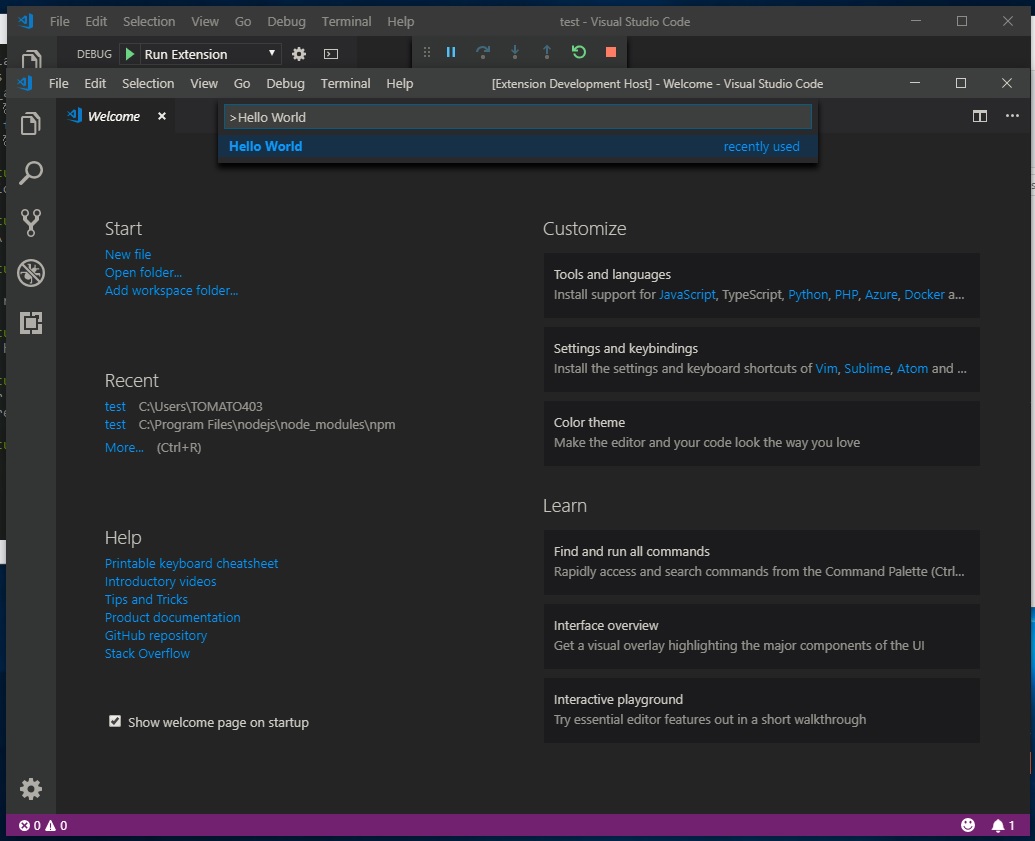 File Edit Selection View Go Debug Terminal Help test - Visual Studio Code
DEBUG Run Extension
File Edit Selection View Go Debug Terminal Help [Extension Development Host] - Welcome - Visual Studio Code
Welcome
>Hello World
Hello World recently used
Start
New file
Open folder...
Add workspace folder...
Recent
test C:\Users\TOMATO403
test C:\Program Files\nodejs\node_modules\npm
More... (Ctrl+R)
Help
Printable keyboard cheatsheet
Introductory videos
Tips and Tricks
Product documentation
GitHub repository
Stack Overflow
Show welcome page on startup
Customize
Tools and languages
Install support for JavaScript, TypeScript, Python, PHP, Azure, Docker a...
Settings and keybindings
Install the settings and keyboard shortcuts of Vim, Sublime, Atom and ...
Color theme
Make the editor and your code look the way you love
Learn
Find and run all commands
Rapidly access and search commands from the Command Palette (Ctrl...
Interface overview
Get a visual overlay highlighting the major components of the UI
Interactive playground
Try essential editor features out in a short walkthrough
0 0
1